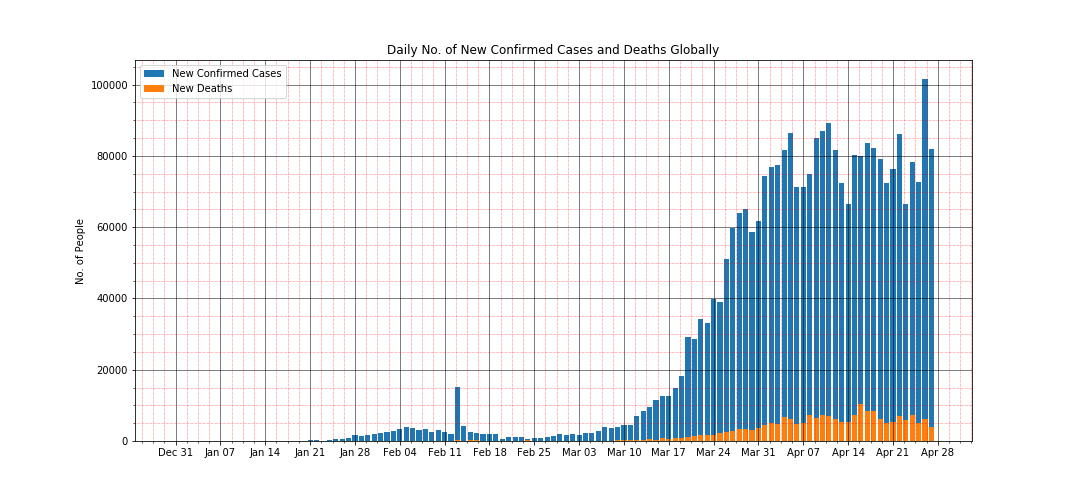 Daily No. of New Confirmed Cases and Deaths Globally
New Confirmed Cases
New Deaths
No. of People
100000
80000
60000
40000
20000
0
Dec 31 Jan 07 Jan 14 Jan 21 Jan 28 Feb 04 Feb 11 Feb 18 Feb 25 Mar 03 Mar 10 Mar 17 Mar 24 Mar 31 Apr 07 Apr 14 Apr 21 Apr 28